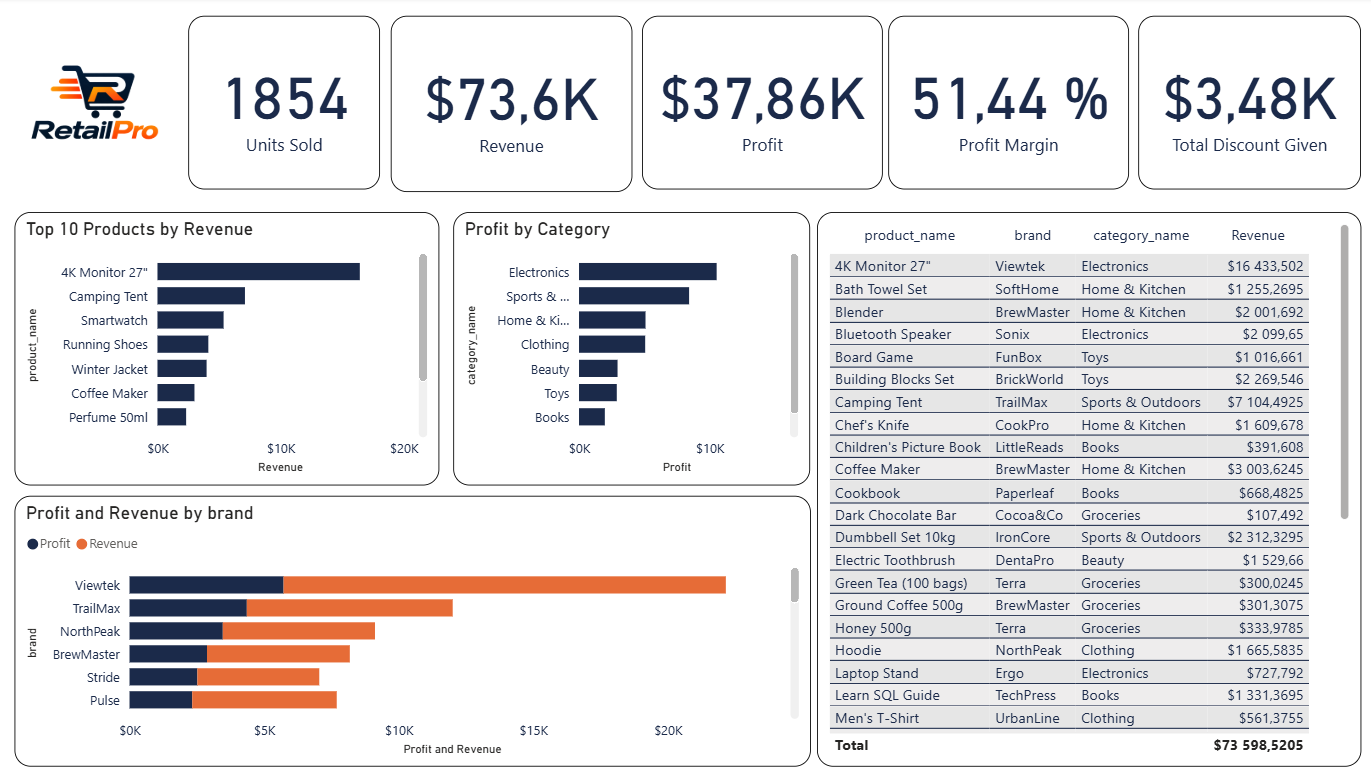 RetailPro
1854
Units Sold
$73,6K
Revenue
$37,86K
Profit
51,44 %
Profit Margin
$3,48K
Total Discount Given
Top 10 Products by Revenue
product_name
4K Monitor 27"
Camping Tent
Smartwatch
Running Shoes
Winter Jacket
Coffee Maker
Perfume 50ml
$0K $10K $20K
Revenue
Profit by Category
category_name
Electronics
Sports & ...
Home & Ki...
Clothing
Beauty
Toys
Books
$0K $10K
Profit
Profit and Revenue by brand
Profit Revenue
brand
Viewtek
TrailMax
NorthPeak
BrewMaster
Stride
Pulse
$0K $5K $10K $15K $20K
Profit and Revenue
product_name brand category_name Revenue
4K Monitor 27" Viewtek Electronics $16 433,502
Bath Towel Set SoftHome Home & Kitchen $1 255,2695
Blender BrewMaster Home & Kitchen $2 001,692
Bluetooth Speaker Sonix Electronics $2 099,65
Board Game FunBox Toys $1 016,661
Building Blocks Set BrickWorld Toys $2 269,546
Camping Tent TrailMax Sports & Outdoors $7 104,4925
Chef's Knife CookPro Home & Kitchen $1 609,678
Children's Picture Book LittleReads Books $391,608
Coffee Maker BrewMaster Home & Kitchen $3 003,6245
Cookbook Paperleaf Books $668,4825
Dark Chocolate Bar Cocoa&Co Groceries $107,492
Dumbbell Set 10kg IronCore Sports & Outdoors $2 312,3295
Electric Toothbrush DentaPro Beauty $1 529,66
Green Tea (100 bags) Terra Groceries $300,0245
Ground Coffee 500g BrewMaster Groceries $301,3075
Honey 500g Terra Groceries $333,9785
Hoodie NorthPeak Clothing $1 665,5835
Laptop Stand Ergo Electronics $727,792
Learn SQL Guide TechPress Books $1 331,3695
Men's T-Shirt UrbanLine Clothing $561,3755
Total $73 598,5205